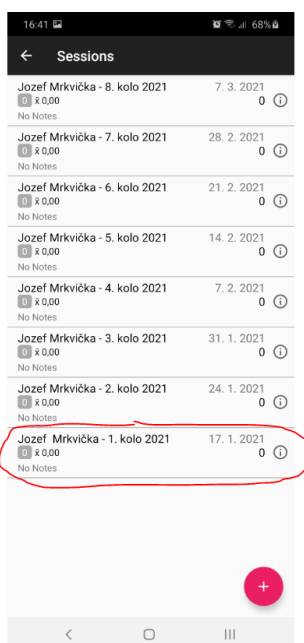 16:41 68%
Sessions
Jozef Mrkvička - 8. kolo 2021 7. 3. 2021
0 x̄ 0,00 0
No Notes
Jozef Mrkvička - 7. kolo 2021 28. 2. 2021
0 x̄ 0,00 0
No Notes
Jozef Mrkvička - 6. kolo 2021 21. 2. 2021
0 x̄ 0,00 0
No Notes
Jozef Mrkvička - 5. kolo 2021 14. 2. 2021
0 x̄ 0,00 0
No Notes
Jozef Mrkvička - 4. kolo 2021 7. 2. 2021
0 x̄ 0,00 0
No Notes
Jozef Mrkvička - 3. kolo 2021 31. 1. 2021
0 x̄ 0,00 0
No Notes
Jozef Mrkvička - 2. kolo 2021 24. 1. 2021
0 x̄ 0,00 0
No Notes
Jozef  Mrkvička - 1. kolo 2021 17. 1. 2021
0 x̄ 0,00 0
No Notes